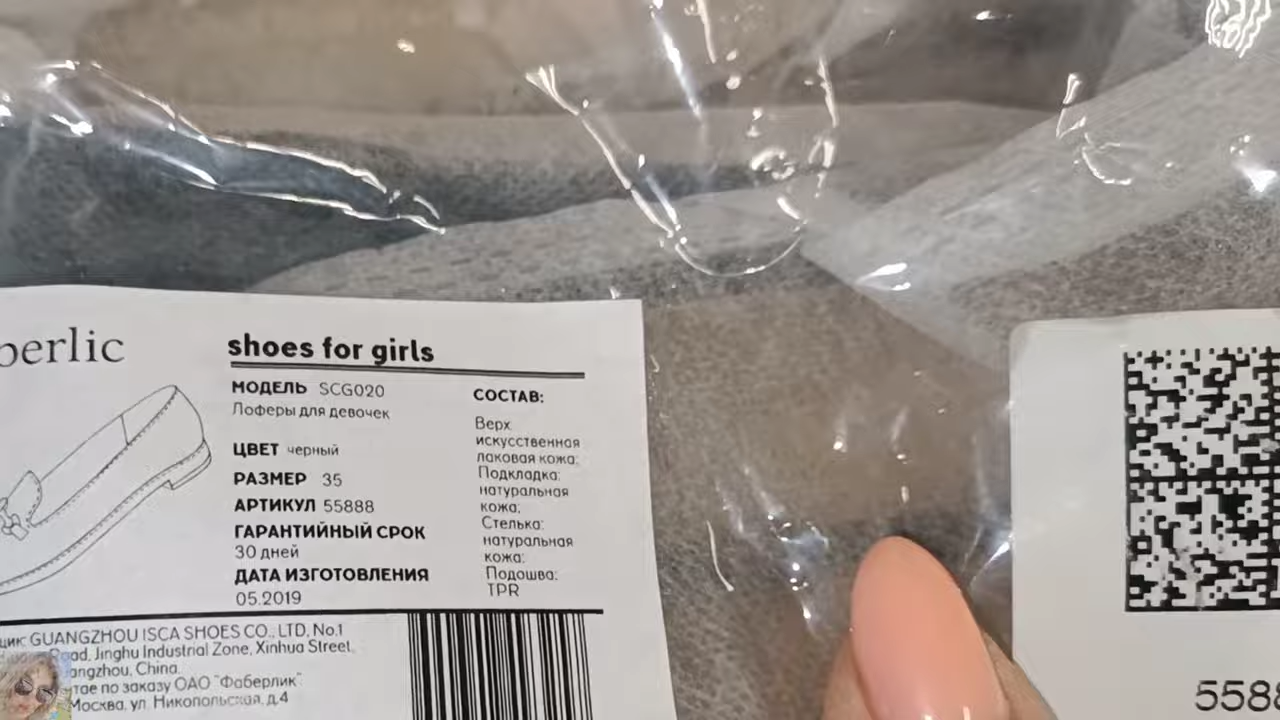 berlic
shoes for girls
МОДЕЛЬ SCG020
Лоферы для девочек
ЦВЕТ черный
РАЗМЕР 35
АРТИКУЛ 55888
ГАРАНТИЙНЫЙ СРОК
30 дней
ДАТА ИЗГОТОВЛЕНИЯ
05.2019
СОСТАВ:
Верх
искусственная
лаковая кожа;
Подкладка:
натуральная
кожа;
Стелька:
натуральная
кожа;
Подошва:
TPR
щик: GUANGZHOU ISCA SHOES CO., LTD, No.1
Road, Jinghu Industrial Zone, Xinhua Street,
angzhou, China.
тае по заказу ОАО "Фаберлик"
Москва, ул. Никопольская, д.4
5588